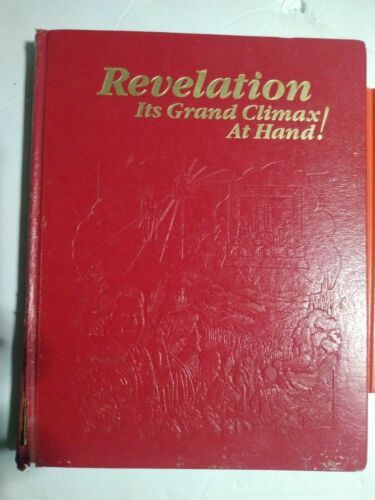 Revelation
Its Grand Climax
At Hand!